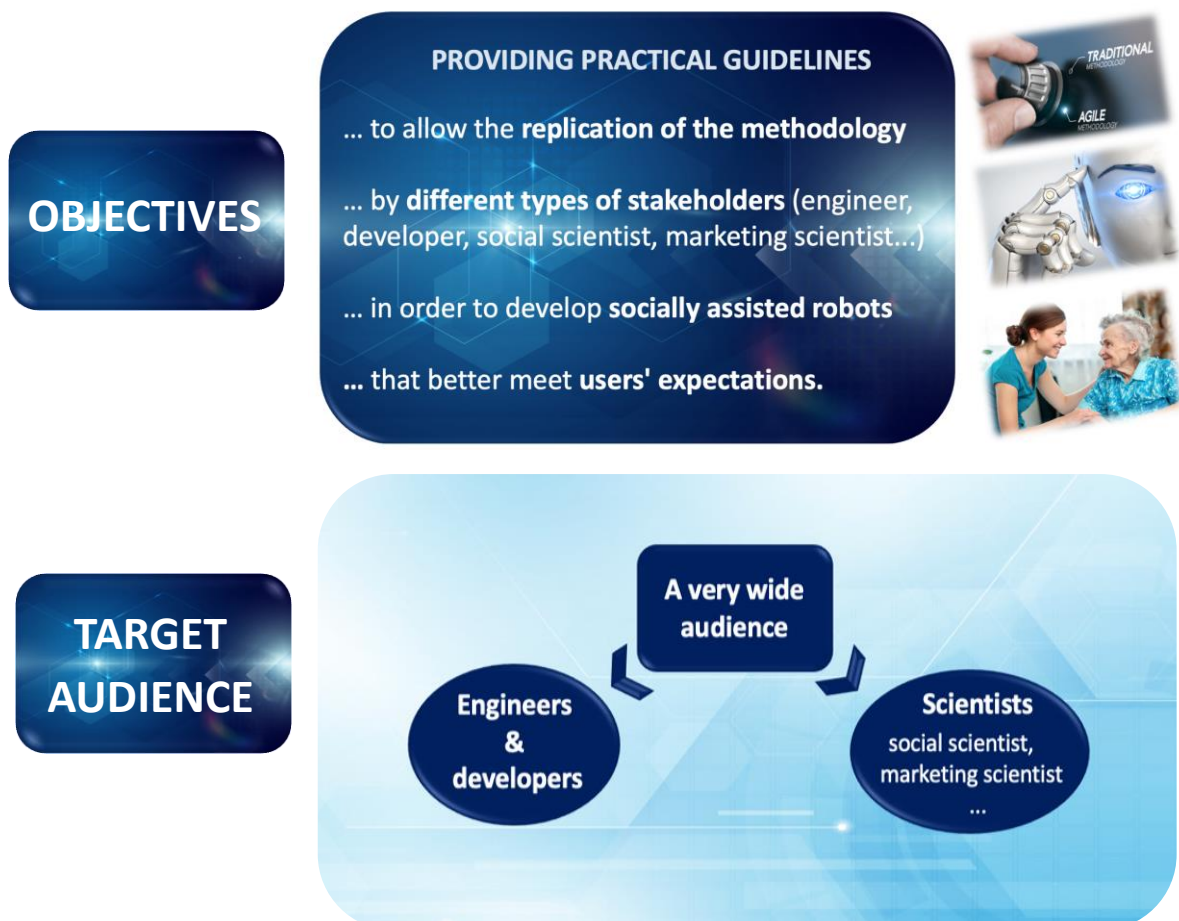 PROVIDING PRACTICAL GUIDELINES
... to allow the replication of the methodology
... by different types of stakeholders (engineer,
developer, social scientist, marketing scientist...)
... in order to develop socially assisted robots
... that better meet users' expectations.
OBJECTIVES
TRADITIONAL
METHODOLOGY
AGILE
METHODOLOGY
TARGET
AUDIENCE
A very wide
audience
Engineers
&
developers
Scientists
social scientist,
marketing scientist
...